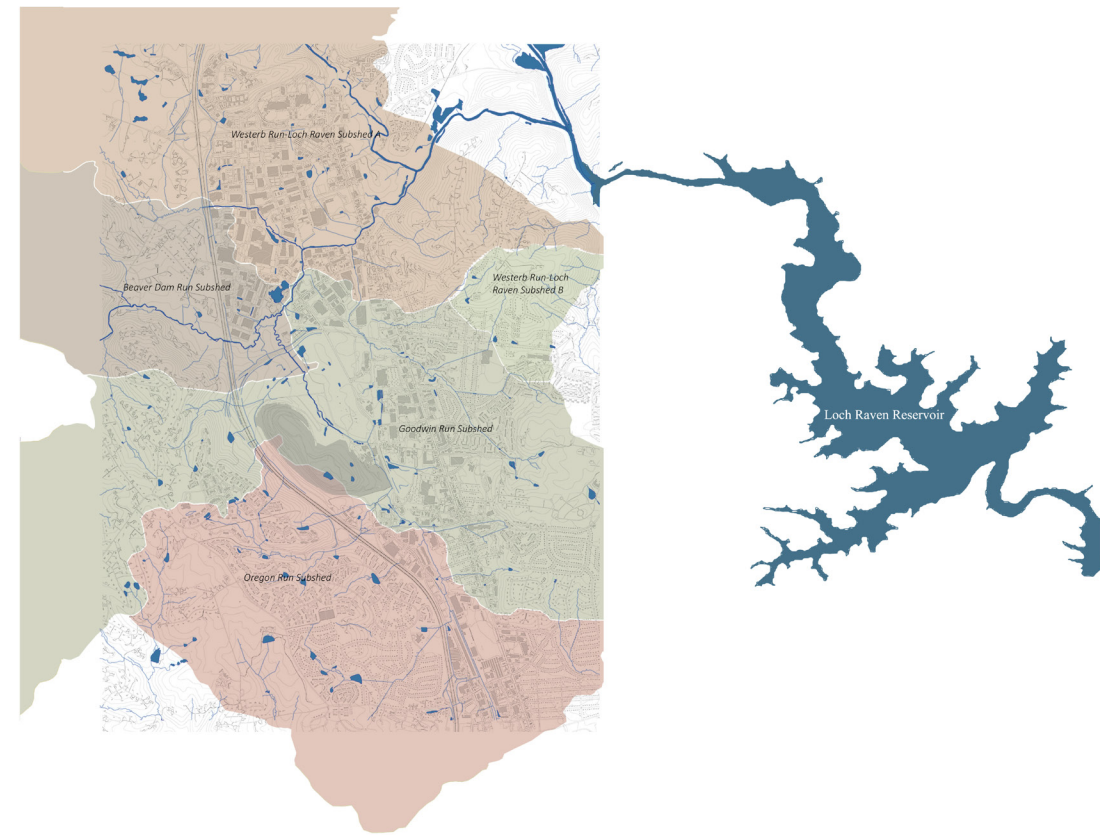 Westerb Run-Loch Raven Subshed A
Westerb Run-Loch
Raven Subshed B
Beaver Dam Run Subshed
Loch Raven Reservoir
Goodwin Run Subshed
Oregon Run Subshed